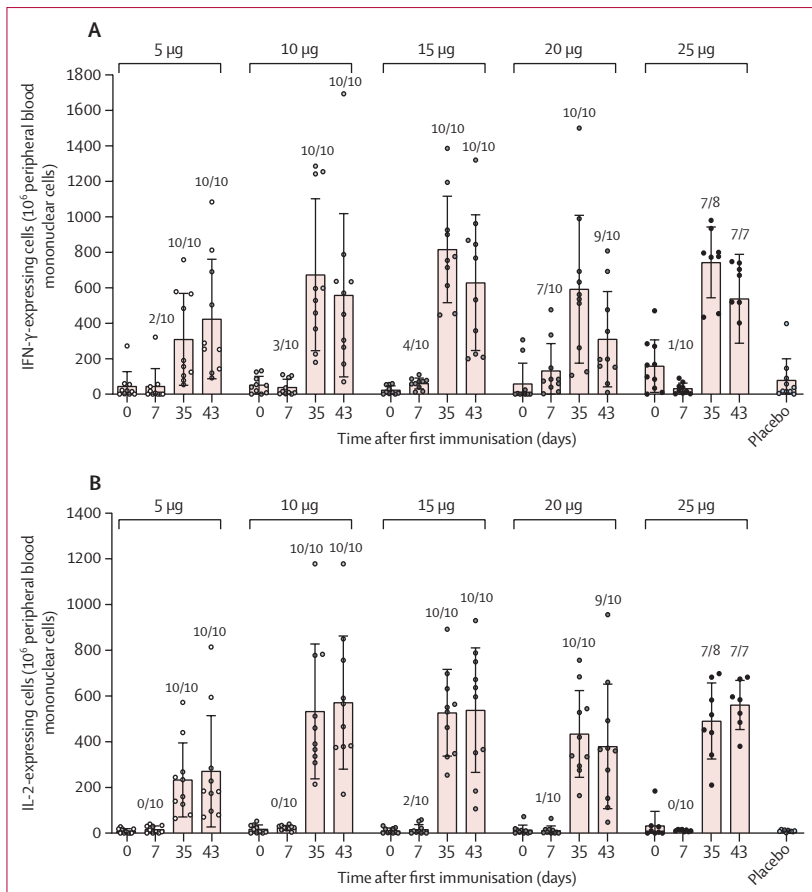 A
5 µg 10 µg 15 µg 20 µg 25 µg
IFN-γ-expressing cells (10⁶ peripheral blood
mononuclear cells)
1800
1600
1400
1200
1000
800
600
400
200
0
2/10 10/10 10/10 3/10 10/10 10/10 4/10 10/10 10/10 7/10 10/10 9/10 1/10 7/8 7/7
0 7 35 43 0 7 35 43 0 7 35 43 0 7 35 43 0 7 35 43 Placebo
Time after first immunisation (days)
B
5 µg 10 µg 15 µg 20 µg 25 µg
IL-2-expressing cells (10⁶ peripheral blood
mononuclear cells)
1400
1200
1000
800
600
400
200
0
0/10 10/10 10/10 0/10 10/10 10/10 2/10 10/10 10/10 1/10 10/10 9/10 0/10 7/8 7/7
0 7 35 43 0 7 35 43 0 7 35 43 0 7 35 43 0 7 35 43 Placebo
Time after first immunisation (days)